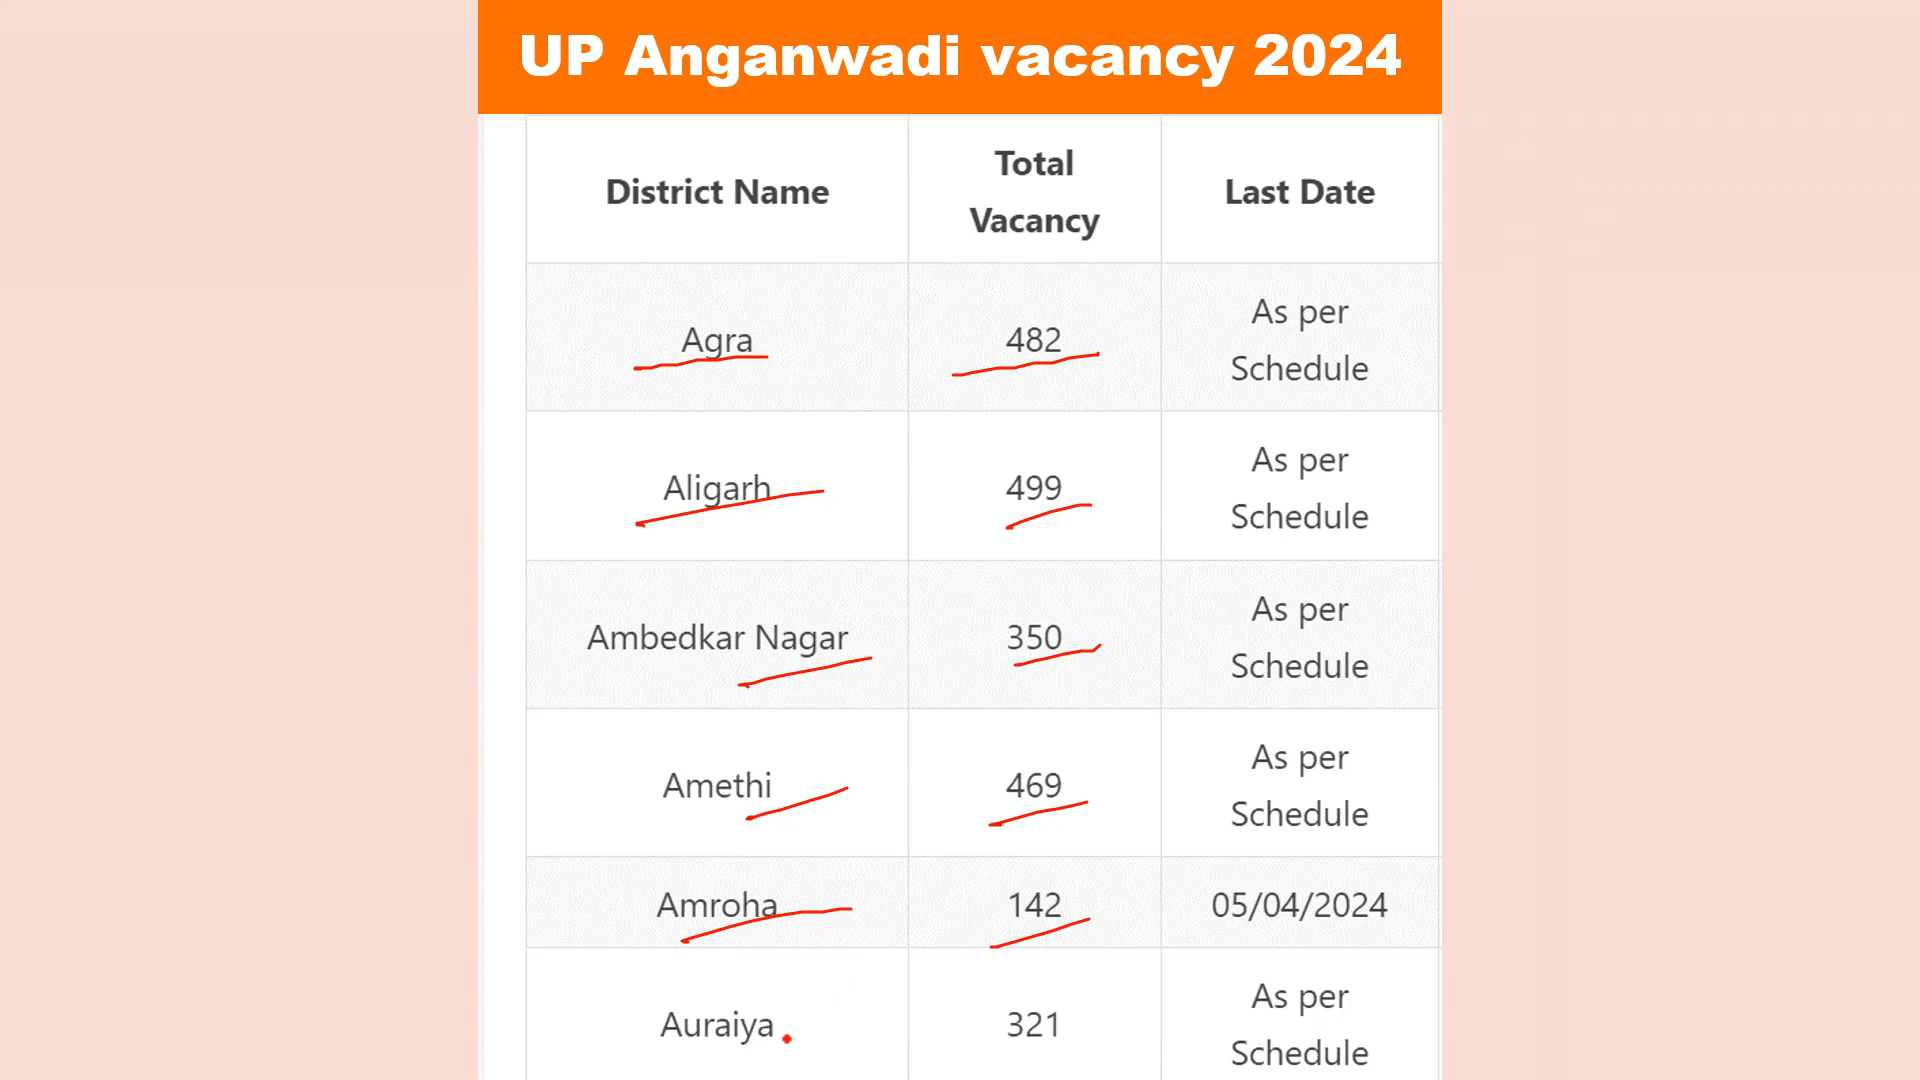 UP Anganwadi vacancy 2024
District Name
Total
Vacancy
Last Date
Agra
482
As per
Schedule
Aligarh
499
As per
Schedule
Ambedkar Nagar
350
As per
Schedule
Amethi
469
As per
Schedule
Amroha
142
05/04/2024
Auraiya
321
As per
Schedule